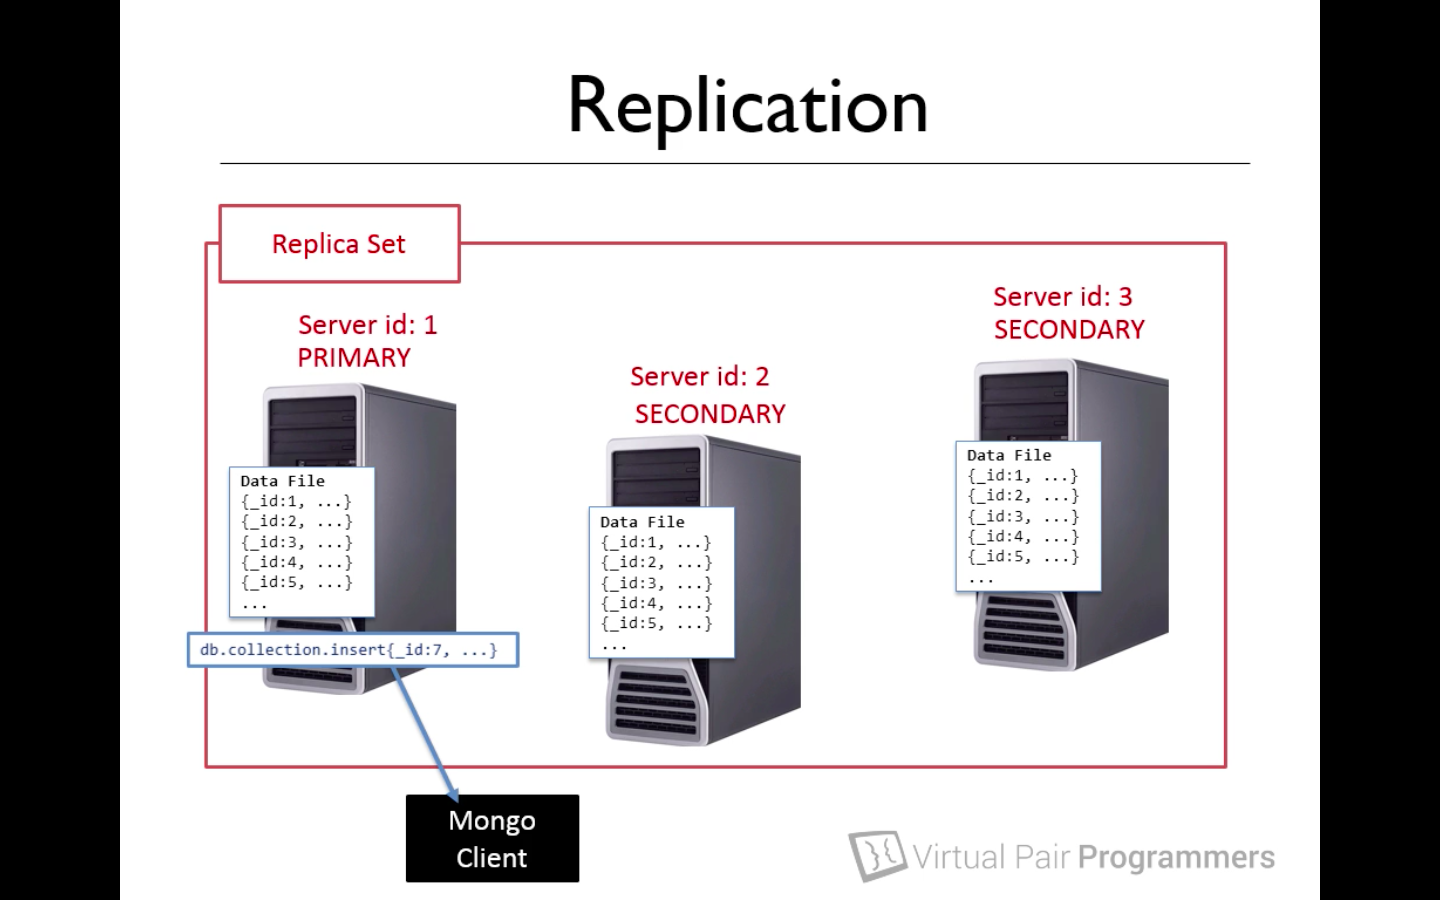 Replication
Replica Set
Server id: 1
PRIMARY
Data File
{_id:1, ...}
{_id:2, ...}
{_id:3, ...}
{_id:4, ...}
{_id:5, ...}
...
db.collection.insert{_id:7, ...}
Server id: 2
SECONDARY
Data File
{_id:1, ...}
{_id:2, ...}
{_id:3, ...}
{_id:4, ...}
{_id:5, ...}
...
Server id: 3
SECONDARY
Data File
{_id:1, ...}
{_id:2, ...}
{_id:3, ...}
{_id:4, ...}
{_id:5, ...}
...
Mongo
Client
Virtual Pair Programmers